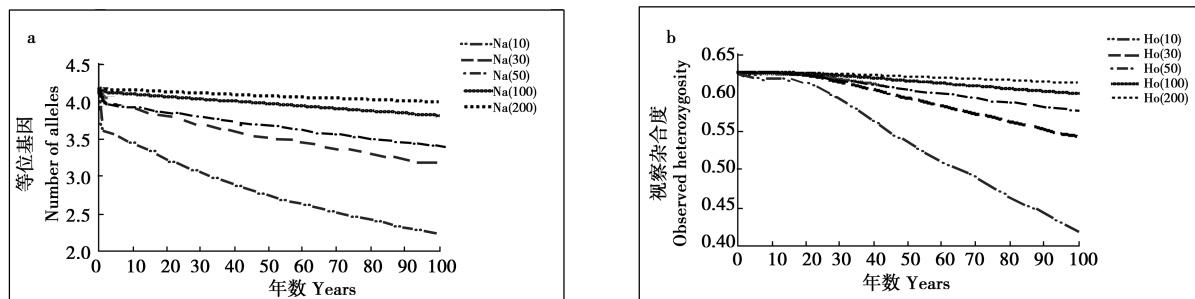 a
Na(10)
Na(30)
Na(50)
Na(100)
Na(200)
4.5
4.0
3.5
3.0
2.5
2.0
等位基因
Number of alleles
0 10 20 30 40 50 60 70 80 90 100
年数 Years
b
Ho(10)
Ho(30)
Ho(50)
Ho(100)
Ho(200)
0.65
0.60
0.55
0.50
0.45
0.40
视察杂合度
Observed heterozygosity
0 10 20 30 40 50 60 70 80 90 100
年数 Years